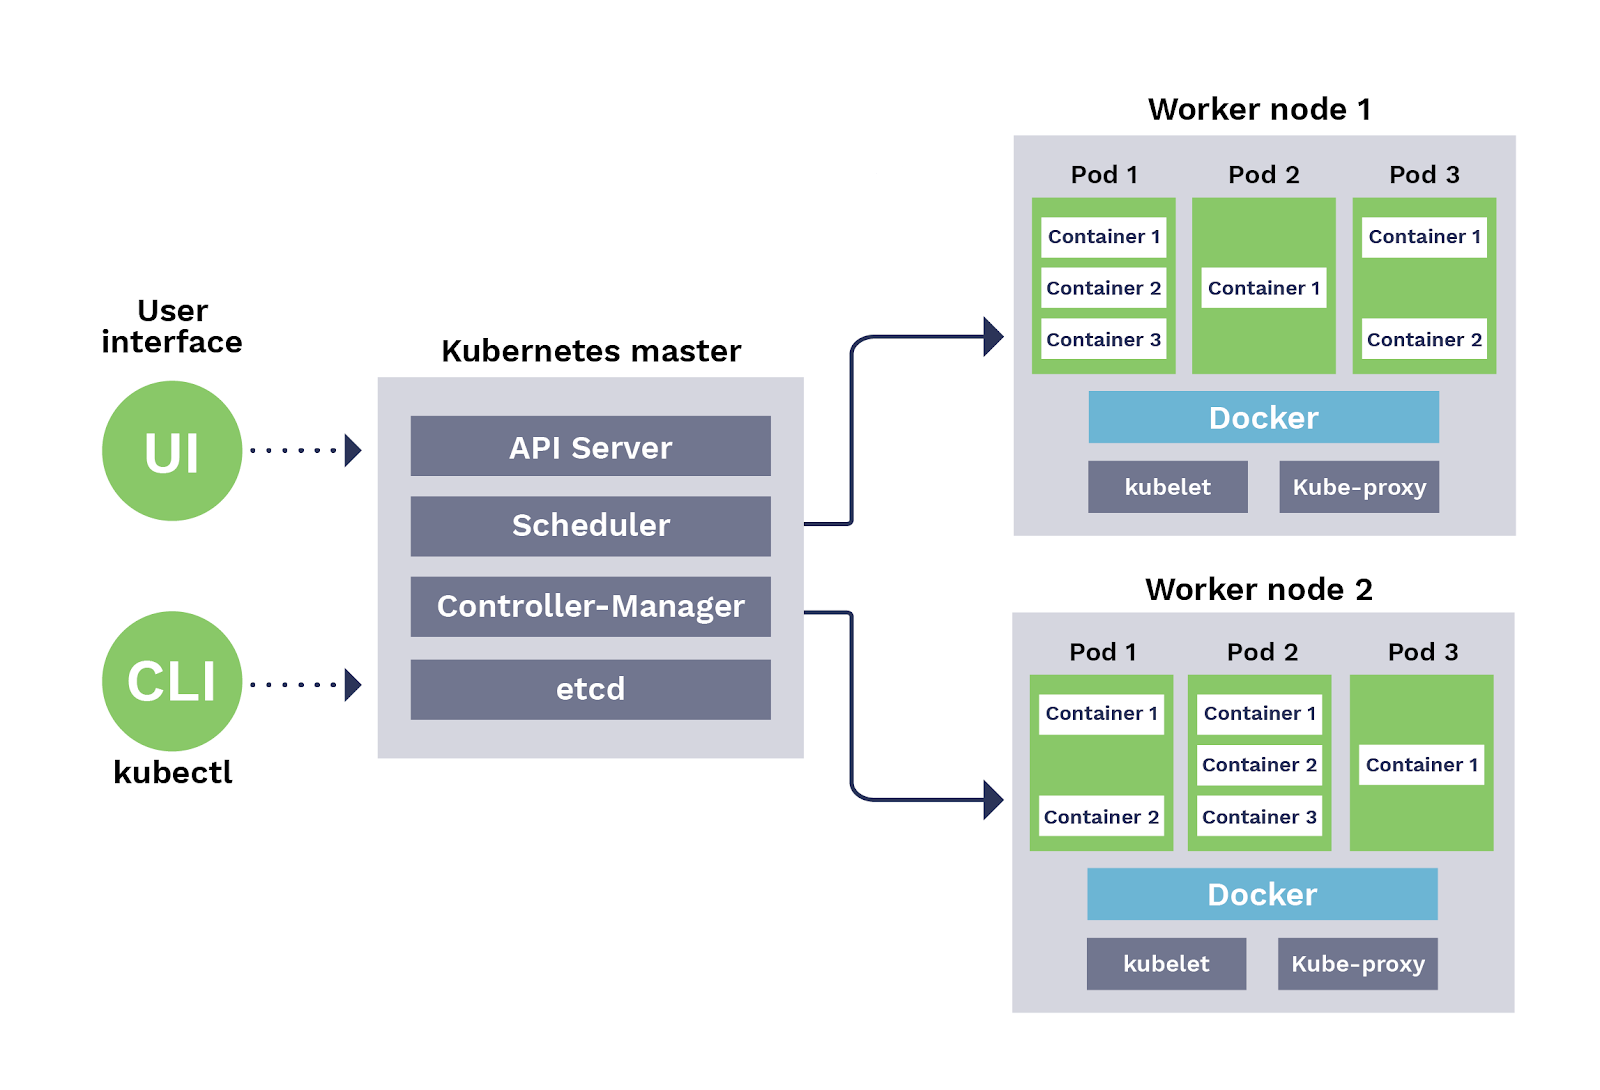 User
interface
UI
CLI
kubectl
Kubernetes master
API Server
Scheduler
Controller-Manager
etcd
Worker node 1
Pod 1
Container 1
Container 2
Container 3
Pod 2
Container 1
Pod 3
Container 1
Container 2
Docker
kubelet
Kube-proxy
Worker node 2
Pod 1
Container 1
Container 2
Pod 2
Container 1
Container 2
Container 3
Pod 3
Container 1
Docker
kubelet
Kube-proxy